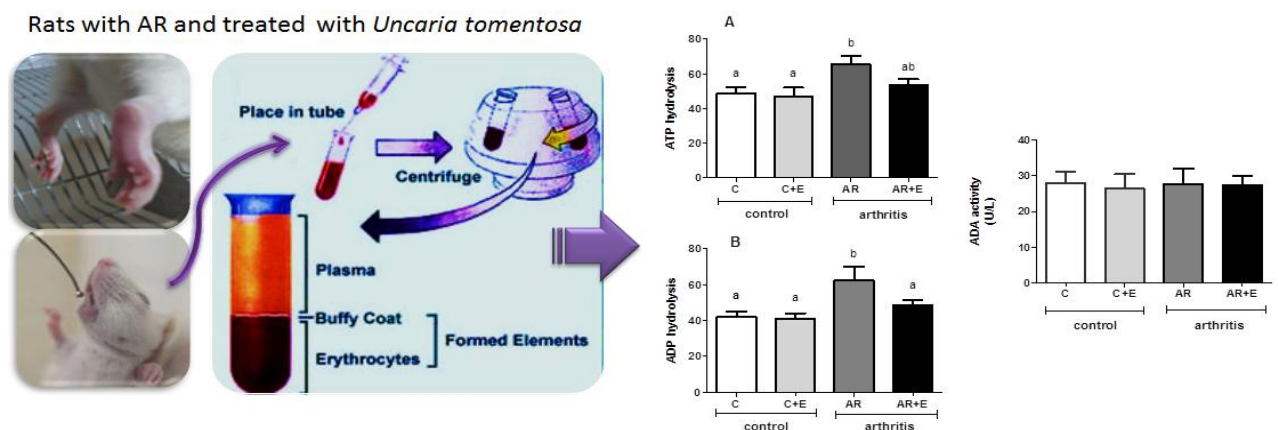 Rats with AR and treated with Uncaria tomentosa
Place in tube
Centrifuge
Plasma
Buffy Coat
Erythrocytes
Formed Elements
A
ATP hydrolysis
80
60
40
20
0
a
a
b
ab
C
C+E
AR
AR+E
control
arthritis
B
ADP hydrolysis
80
60
40
20
0
a
a
b
a
C
C+E
AR
AR+E
control
arthritis
ADA activity
(U/L)
40
30
20
10
0
C
C+E
AR
AR+E
control
arthritis